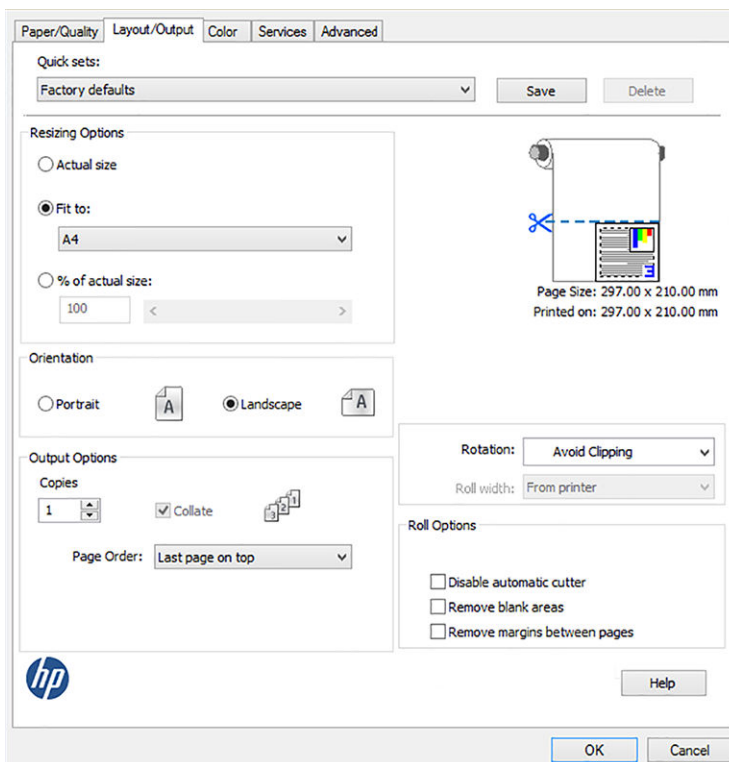 Paper/Quality Layout/Output Color Services Advanced
Quick sets:
Factory defaults Save Delete
Resizing Options
Actual size
Fit to:
A4
% of actual size:
100
Page Size: 297.00 x 210.00 mm
Printed on: 297.00 x 210.00 mm
Orientation
Portrait A Landscape A
Rotation: Avoid Clipping
Roll width: From printer
Output Options
Copies
1 Collate 3 2 1
Page Order: Last page on top
Roll Options
Disable automatic cutter
Remove blank areas
Remove margins between pages
hp
Help
OK Cancel